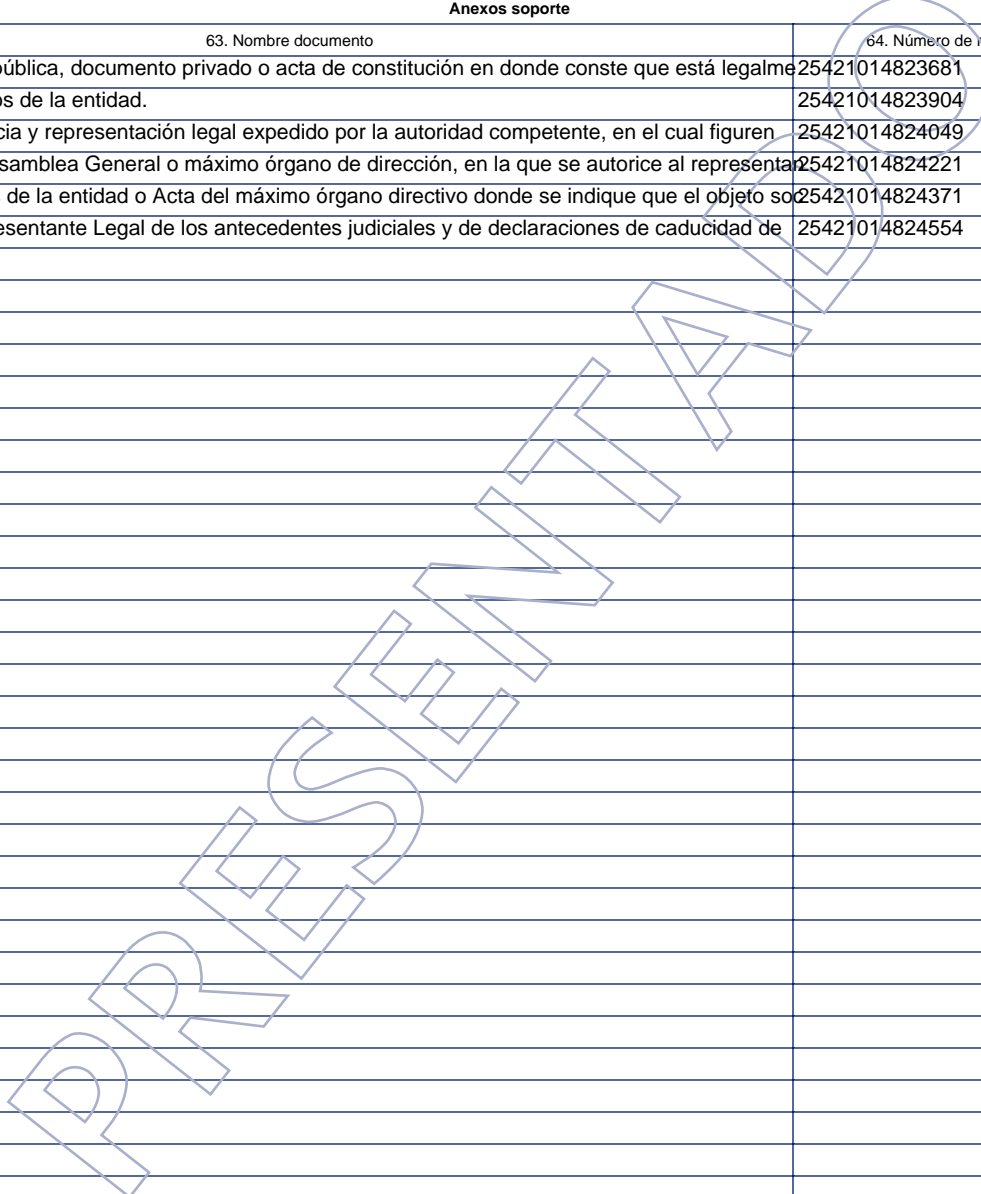 Anexos soporte
63. Nombre documento 64. Número de
pública, documento privado o acta de constitución en donde conste que está legalme 25421014823681
os de la entidad. 25421014823904
cia y representación legal expedido por la autoridad competente, en el cual figuren 25421014824049
samblea General o máximo órgano de dirección, en la que se autorice al representan 25421014824221
de la entidad o Acta del máximo órgano directivo donde se indique que el objeto soc 25421014824371
esentante Legal de los antecedentes judiciales y de declaraciones de caducidad de 25421014824554
PRESENTADO